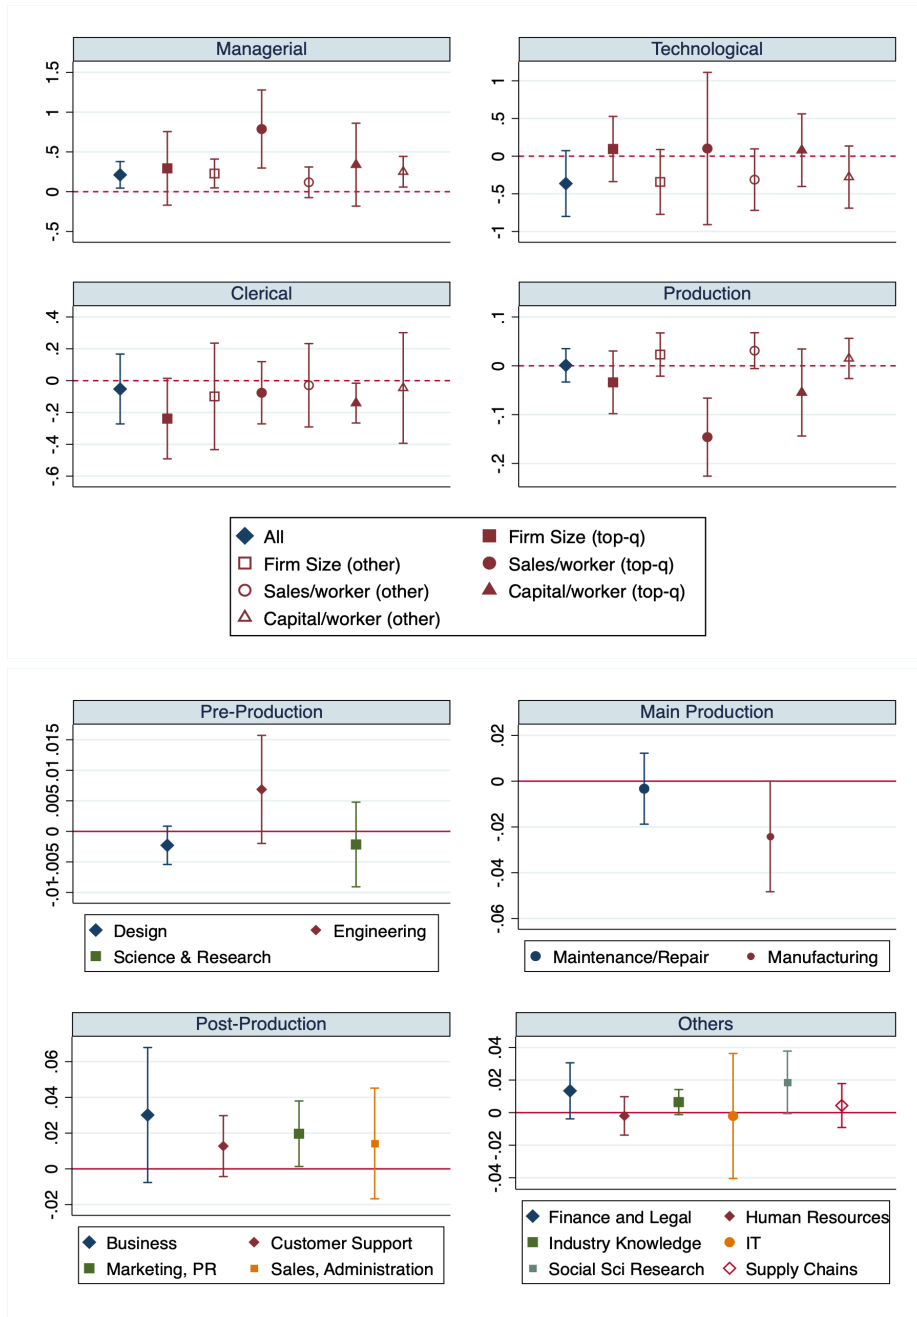 Managerial
Technological
1.5
1
.5
0
-.5
1
.5
0
-.5
-1
Clerical
Production
.4
.2
0
-.2
-.4
-.6
.1
0
-.1
-.2
All
Firm Size (top-q)
Firm Size (other)
Sales/worker (top-q)
Sales/worker (other)
Capital/worker (top-q)
Capital/worker (other)
Pre-Production
Main Production
.015
.01
.005
0
-.005
-.01
.02
0
-.02
-.04
-.06
Design
Engineering
Science & Research
Maintenance/Repair
Manufacturing
Post-Production
Others
.06
.04
.02
0
-.02
.04
.02
0
-.02
-.04
Business
Customer Support
Marketing, PR
Sales, Administration
Finance and Legal
Human Resources
Industry Knowledge
IT
Social Sci Research
Supply Chains